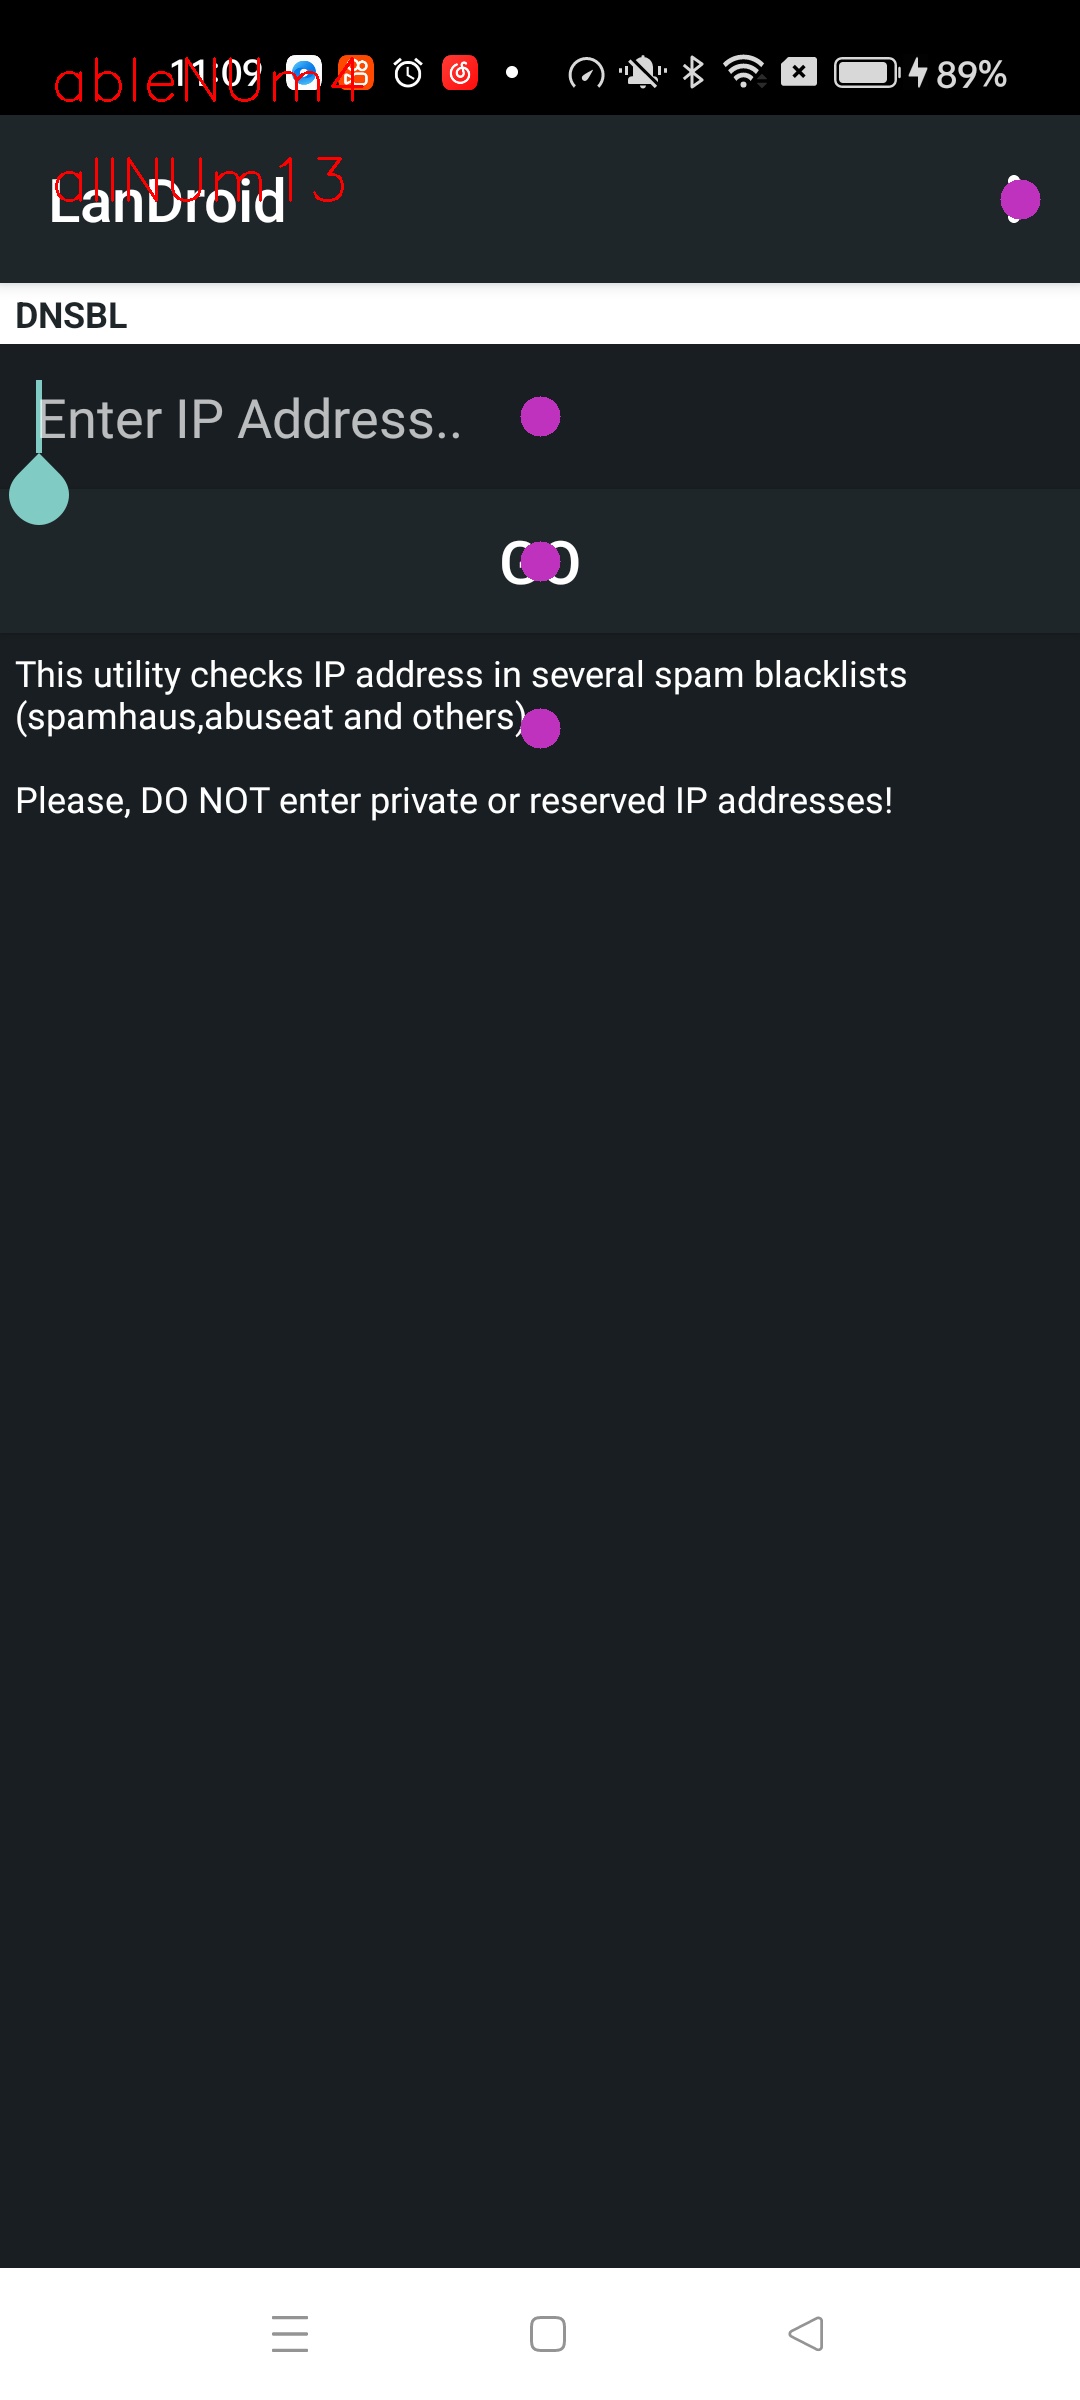 11:09
89%
ableNUm4
allNUm13
LanDroid
DNSBL
Enter IP Address..
GO
This utility checks IP address in several spam blacklists
(spamhaus,abuseat and others)
Please, DO NOT enter private or reserved IP addresses!